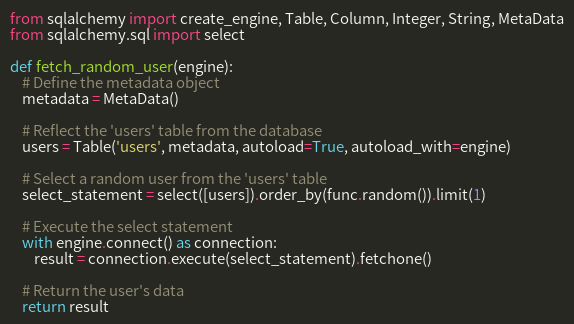 from sqlalchemy import create_engine, Table, Column, Integer, String, MetaData
from sqlalchemy.sql import select

def fetch_random_user(engine):
    # Define the metadata object
    metadata = MetaData()

    # Reflect the 'users' table from the database
    users = Table('users', metadata, autoload=True, autoload_with=engine)

    # Select a random user from the 'users' table
    select_statement = select([users]).order_by(func.random()).limit(1)

    # Execute the select statement
    with engine.connect() as connection:
        result = connection.execute(select_statement).fetchone()

    # Return the user's data
    return result